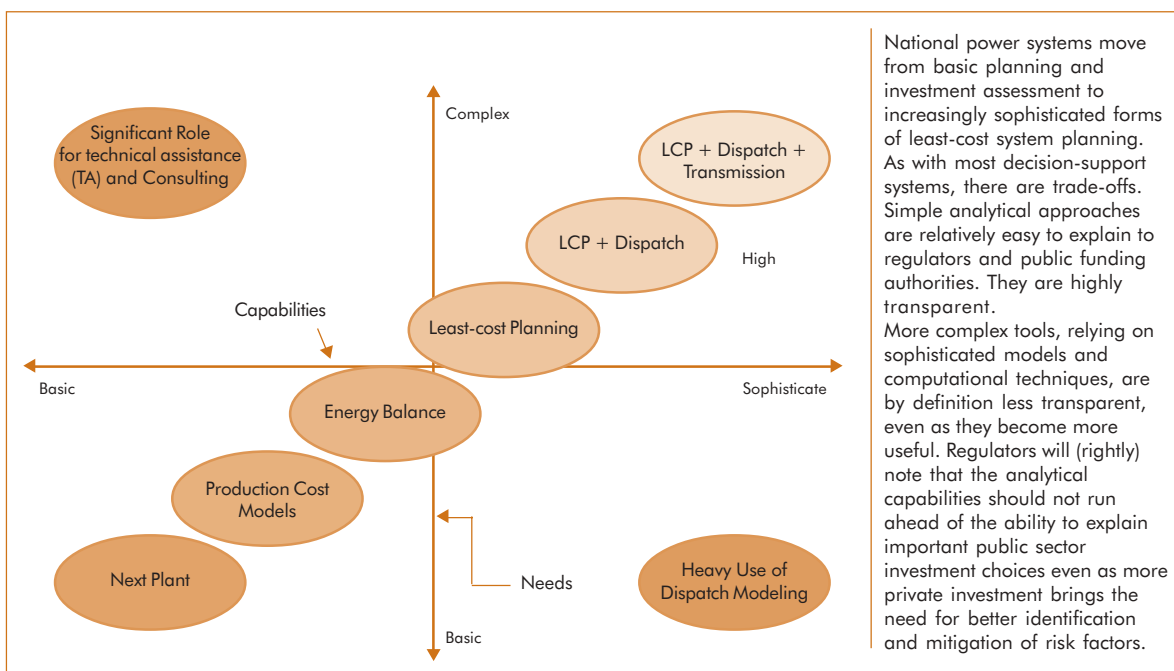 Significant Role
for technical assistance
(TA) and Consulting
Complex
LCP + Dispatch +
Transmission
LCP + Dispatch
High
Capabilities
Least-cost Planning
Basic
Sophisticate
Energy Balance
Production Cost
Models
Next Plant
Needs
Heavy Use of
Dispatch Modeling
Basic
National power systems move
from basic planning and
investment assessment to
increasingly sophisticated forms
of least-cost system planning.
As with most decision-support
systems, there are trade-offs.
Simple analytical approaches
are relatively easy to explain to
regulators and public funding
authorities. They are highly
transparent.
More complex tools, relying on
sophisticated models and
computational techniques, are
by definition less transparent,
even as they become more
useful. Regulators will (rightly)
note that the analytical
capabilities should not run
ahead of the ability to explain
important public sector
investment choices even as more
private investment brings the
need for better identification
and mitigation of risk factors.